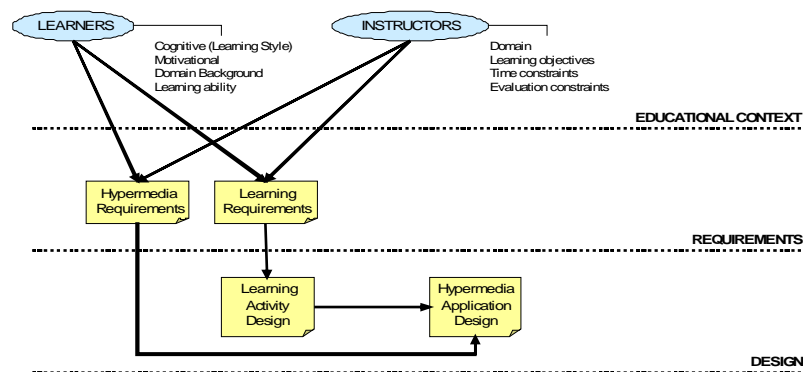 LEARNERS
INSTRUCTORS
Cognitive (Learning Style)
Motivational
Domain Background
Learning ability
Domain
Learning objectives
Time constraints
Evaluation constraints
EDUCATIONAL CONTEXT
Hypermedia
Requirements
Learning
Requirements
REQUIREMENTS
Learning
Activity
Design
Hypermedia
Application
Design
DESIGN